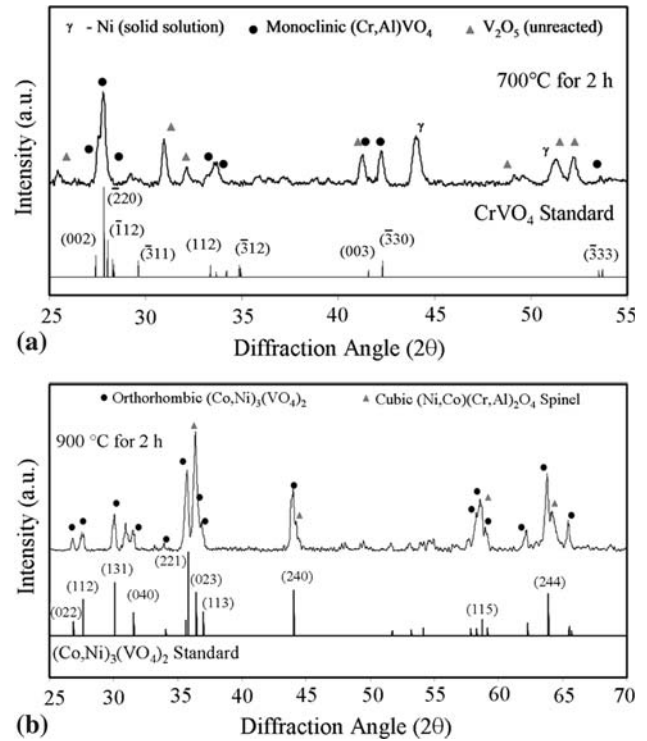 γ - Ni (solid solution) ● Monoclinic (Cr,Al)VO₄ ▲ V₂O₅ (unreacted)
700°C for 2 h
γ
γ
CrVO₄ Standard
(002)
(2̅20)
(1̅12)
(3̅11)
(112)
(3̅12)
(003)
(3̅30)
(3̅33)
Intensity (a.u.)
25 30 35 40 45 50 55
(a)
Diffraction Angle (2θ)
● Orthorhombic (Co,Ni)₃(VO₄)₂ ▲ Cubic (Ni,Co)(Cr,Al)₂O₄ Spinel
900 °C for 2 h
(022)
(112)
(131)
(040)
(221)
(023)
(113)
(240)
(115)
(244)
(Co,Ni)₃(VO₄)₂ Standard
Intensity (a.u.)
25 30 35 40 45 50 55 60 65 70
(b)
Diffraction Angle (2θ)